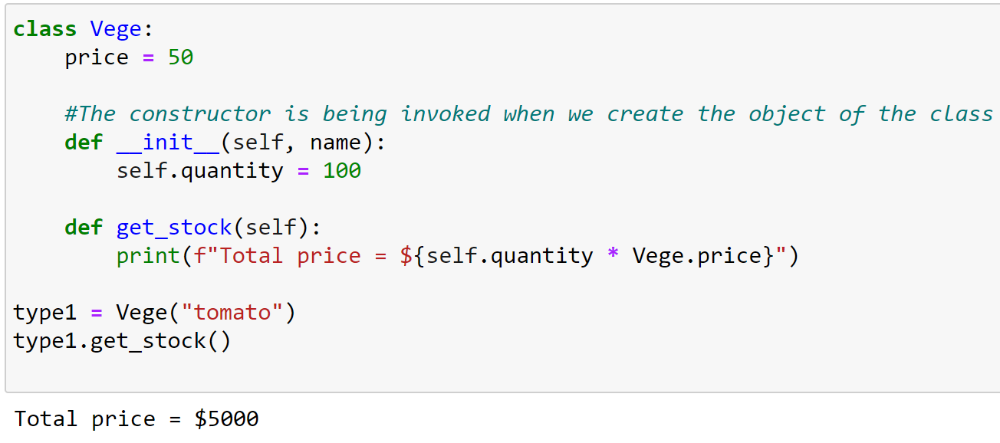 class Vege:
    price = 50
    #The constructor is being invoked when we create the object of the class
    def __init__(self, name):
        self.quantity = 100
    def get_stock(self):
        print(f"Total price = ${self.quantity * Vege.price}")
type1 = Vege("tomato")
type1.get_stock()
Total price = $5000